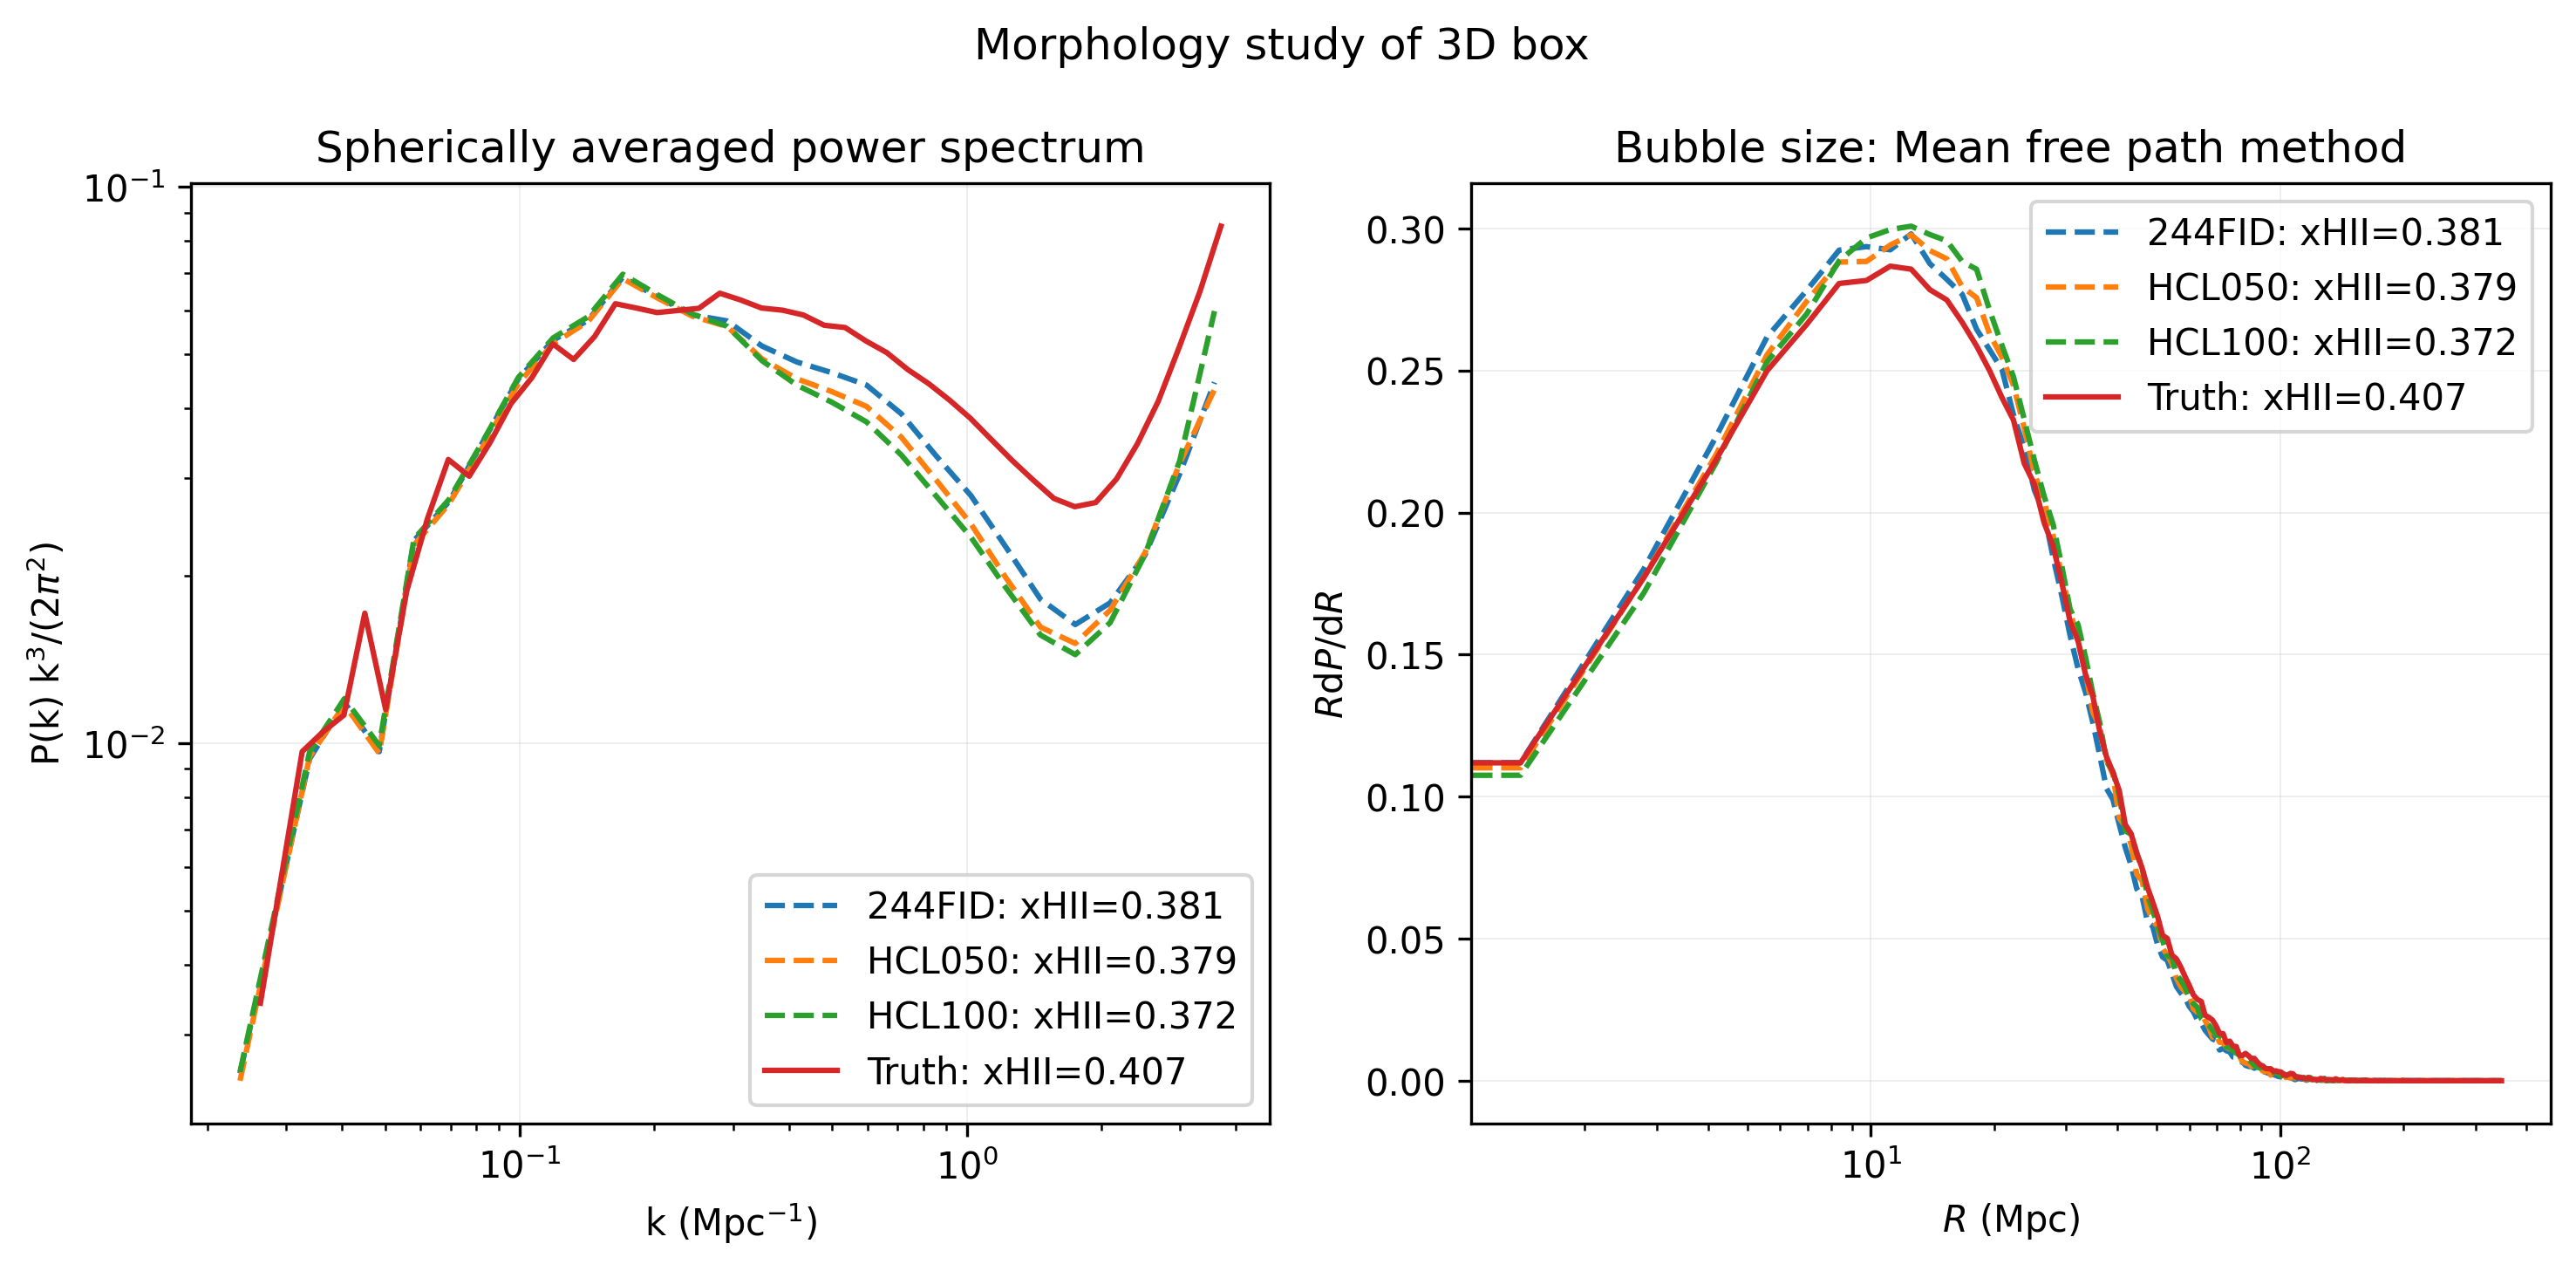 Morphology study of 3D box
Spherically averaged power spectrum
P(k) k³/(2π²)
10⁻¹
10⁻²
10⁻¹
10⁰
k (Mpc⁻¹)
244FID: xHII=0.381
HCL050: xHII=0.379
HCL100: xHII=0.372
Truth: xHII=0.407
Bubble size: Mean free path method
RdP/dR
0.30
0.25
0.20
0.15
0.10
0.05
0.00
10¹
10²
R (Mpc)
244FID: xHII=0.381
HCL050: xHII=0.379
HCL100: xHII=0.372
Truth: xHII=0.407